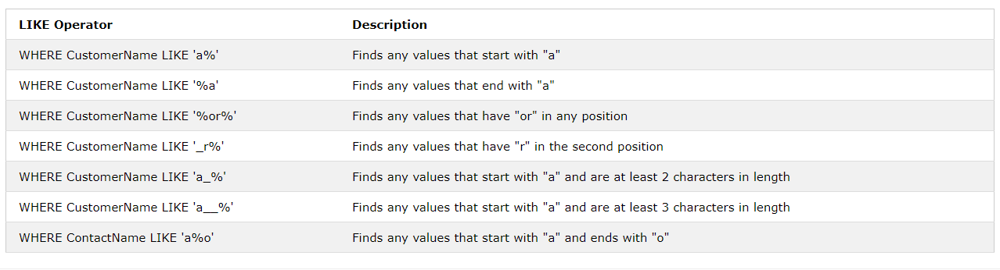 LIKE Operator Description
WHERE CustomerName LIKE 'a%' Finds any values that start with "a"
WHERE CustomerName LIKE '%a' Finds any values that end with "a"
WHERE CustomerName LIKE '%or%' Finds any values that have "or" in any position
WHERE CustomerName LIKE '_r%' Finds any values that have "r" in the second position
WHERE CustomerName LIKE 'a_%' Finds any values that start with "a" and are at least 2 characters in length
WHERE CustomerName LIKE 'a__%' Finds any values that start with "a" and are at least 3 characters in length
WHERE ContactName LIKE 'a%o' Finds any values that start with "a" and ends with "o"